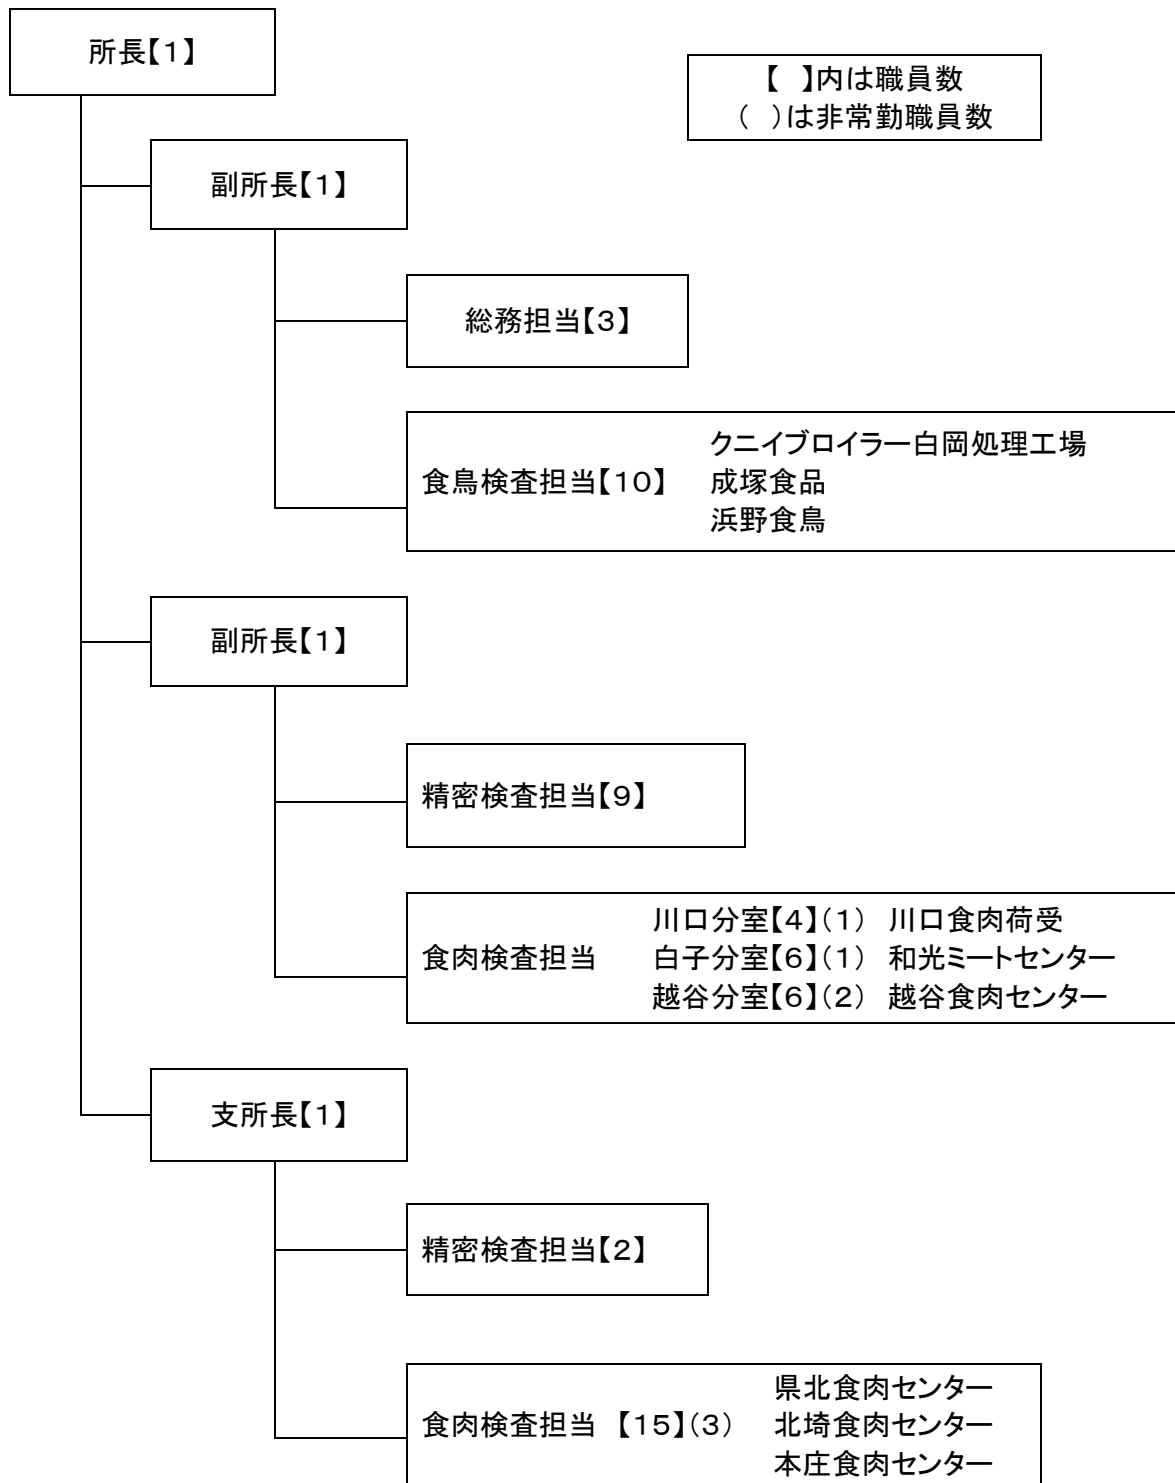 所長【1】
【　】内は職員数
（　）は非常勤職員数
副所長【1】
総務担当【3】
クニイブロイラー白岡処理工場
食鳥検査担当【10】　成塚食品
浜野食鳥
副所長【1】
精密検査担当【9】
川口分室【4】（1）　川口食肉荷受
食肉検査担当　白子分室【6】（1）　和光ミートセンター
越谷分室【6】（2）　越谷食肉センター
支所長【1】
精密検査担当【2】
県北食肉センター
食肉検査担当　【15】（3）　北埼食肉センター
本庄食肉センター